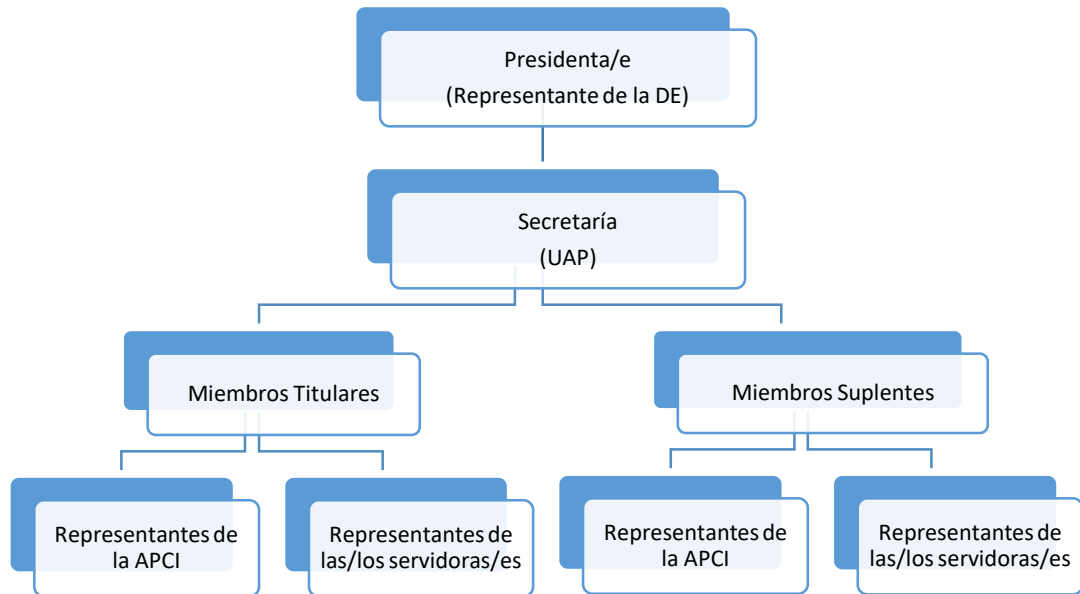 Presidenta/e
(Representante de la DE)
Secretaría
(UAP)
Miembros Titulares
Miembros Suplentes
Representantes de
la APCI
Representantes de
las/los servidoras/es
Representantes de
la APCI
Representantes de
las/los servidoras/es